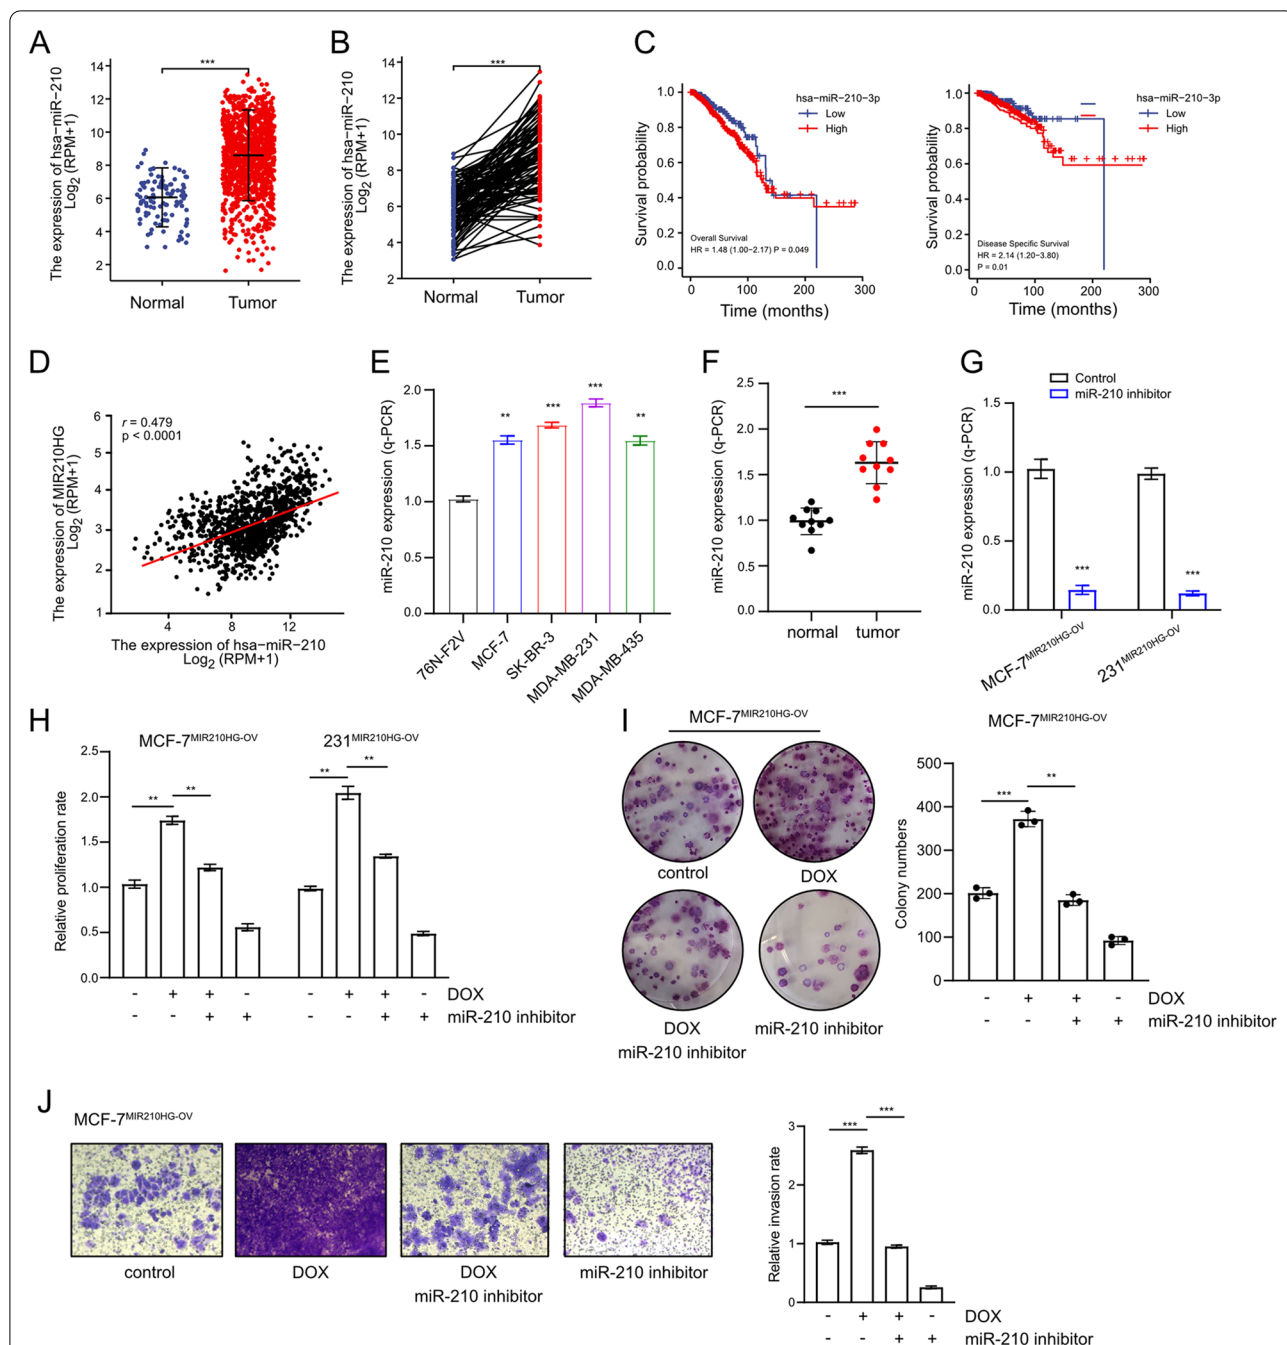 A
The expression of hsa-miR-210
Log2 (RPM+1)
14
12
10
8
6
4
2
***
Normal
Tumor
B
The expression of hsa-miR-210
Log2 (RPM+1)
14
12
10
8
6
4
2
***
Normal
Tumor
C
Survival probability
1.0
0.8
0.6
0.4
0.2
0.0
hsa-miR-210-3p
Low
High
Overall Survival
HR = 1.48 (1.00-2.17) P = 0.049
0
100
200
300
Time (months)
Survival probability
1.0
0.8
0.6
0.4
0.2
0.0
hsa-miR-210-3p
Low
High
Disease Specific Survival
HR = 2.14 (1.20-3.80)
P = 0.01
0
100
200
300
Time (months)
D
The expression of MIR210HG
Log2 (RPM+1)
6
5
4
3
2
1
r = 0.479
p < 0.0001
4
8
12
The expression of hsa-miR-210
Log2 (RPM+1)
E
miR-210 expression (q-PCR)
2.0
1.5
1.0
0.5
0.0
**
***
***
**
76N-F2V
MCF-7
SK-BR-3
MDA-MB-231
MDA-MB-435
F
miR-210 expression (q-PCR)
2.5
2.0
1.5
1.0
0.5
0.0
***
normal
tumor
G
Control
miR-210 inhibitor
miR-210 expression (q-PCR)
1.5
1.0
0.5
0.0
***
***
MCF-7MIR210HG-OV
231MIR210HG-OV
H
MCF-7MIR210HG-OV
231MIR210HG-OV
Relative proliferation rate
2.5
2.0
1.5
1.0
0.5
0.0
**
**
**
**
- + + - - + + - DOX
- - + + - - + + miR-210 inhibitor
I
MCF-7MIR210HG-OV
control
DOX
DOX
miR-210 inhibitor
miR-210 inhibitor
MCF-7MIR210HG-OV
Colony numbers
500
400
300
200
100
0
***
**
- + + - DOX
- - + + miR-210 inhibitor
J
MCF-7MIR210HG-OV
control
DOX
DOX
miR-210 inhibitor
miR-210 inhibitor
Relative invasion rate
3
2
1
0
***
***
- + + - DOX
- - + + miR-210 inhibitor